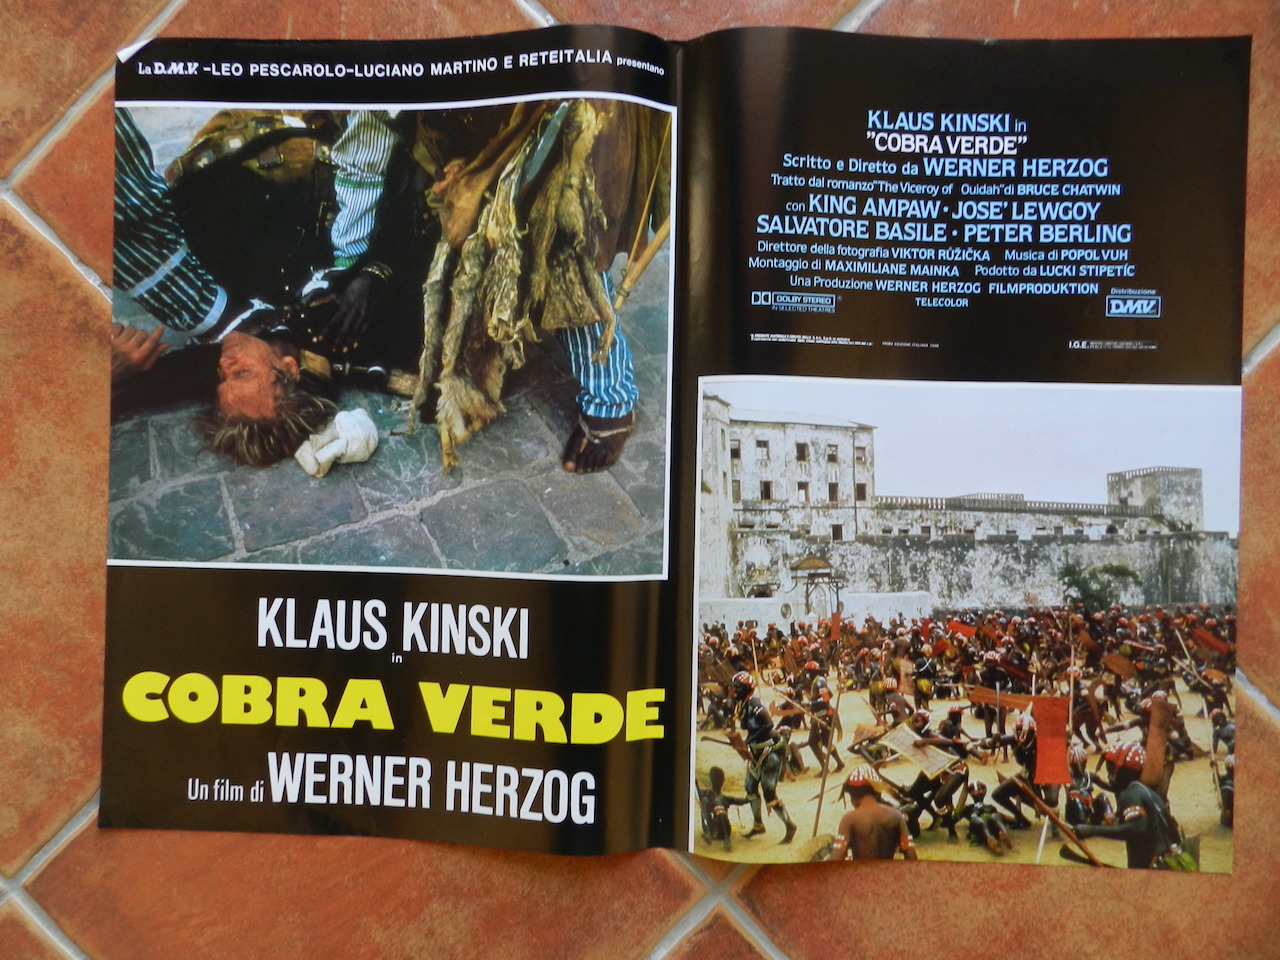 La D.M.V. -LEO PESCAROLO-LUCIANO MARTINO E RETEITALIA presentano
KLAUS KINSKI
in
COBRA VERDE
Un film di WERNER HERZOG
KLAUS KINSKI in
"COBRA VERDE"
Scritto e Diretto da WERNER HERZOG
Tratto dal romanzo "The Viceroy of Ouidah" di BRUCE CHATWIN
con KING AMPAW · JOSE' LEWGOY
SALVATORE BASILE · PETER BERLING
Direttore della fotografia VIKTOR RŮŽIČKA Musica di POPOL VUH
Montaggio di MAXIMILIANE MAINKA Podotto da LUCKI STIPETIĆ
Una Produzione WERNER HERZOG FILMPRODUKTION
DOLBY STEREO
IN SELECTED THEATRES
TELECOLOR
Distribuzione
DMV
PRIMA EDIZIONE ITALIANA
I.G.E.